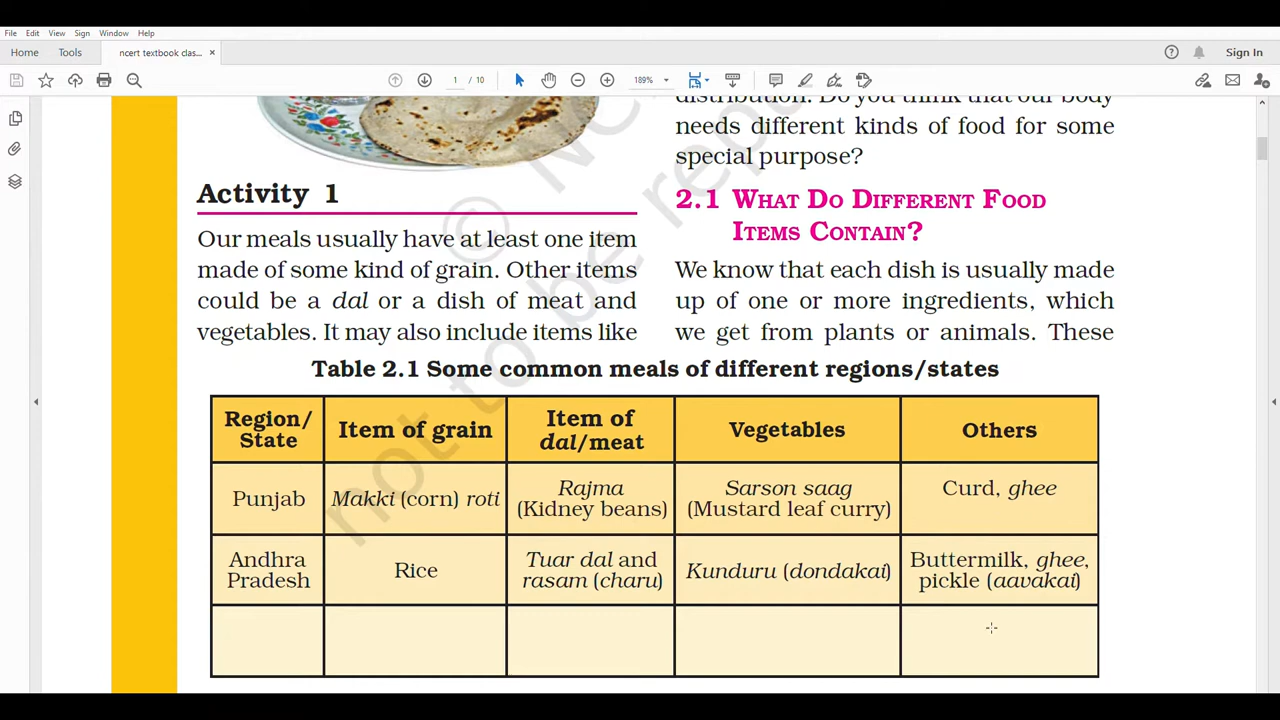 File Edit View Sign Window Help
Home Tools ncert textbook clas... × Sign In
1 / 10 189%
distribution. Do you think that our body
needs different kinds of food for some
special purpose?
Activity 1
Our meals usually have at least one item
made of some kind of grain. Other items
could be a dal or a dish of meat and
vegetables. It may also include items like
2.1 WHAT DO DIFFERENT FOOD
ITEMS CONTAIN?
We know that each dish is usually made
up of one or more ingredients, which
we get from plants or animals. These
Table 2.1 Some common meals of different regions/states
Region/
State
Item of grain
Item of
dal/meat
Vegetables
Others
Punjab
Makki (corn) roti
Rajma
(Kidney beans)
Sarson saag
(Mustard leaf curry)
Curd, ghee
Andhra
Pradesh
Rice
Tuar dal and
rasam (charu)
Kunduru (dondakai)
Buttermilk, ghee,
pickle (aavakai)
not to be rep